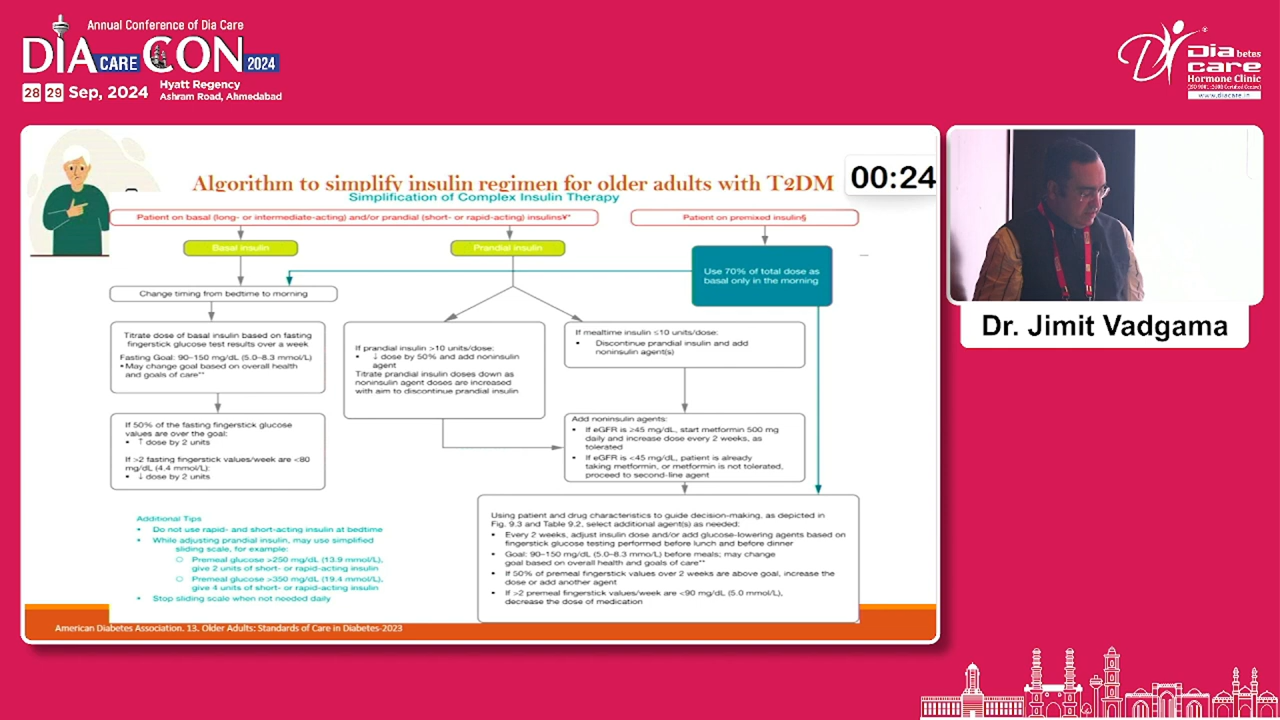 Annual Conference of Dia Care
DIA CARE CON 2024
28 29 Sep, 2024
Hyatt Regency
Ashram Road, Ahmedabad
Dia betes
care
Hormone Clinic
(ISO 9001 : 2008 Certified Centre)
www.diacare.in
Algorithm to simplify insulin regimen for older adults with T2DM
00:24
Simplification of Complex Insulin Therapy
Patient on basal (long- or intermediate-acting) and/or prandial (short- or rapid-acting) insulins¥*
Patient on premixed insulin§
Basal insulin
Prandial insulin
Use 70% of total dose as
basal only in the morning
Change timing from bedtime to morning
Titrate dose of basal insulin based on fasting
fingerstick glucose test results over a week
Fasting Goal: 90–150 mg/dL (5.0–8.3 mmol/L)
• May change goal based on overall health
and goals of care**
If 50% of the fasting fingerstick glucose
values are over the goal:
• ↑ dose by 2 units
If >2 fasting fingerstick values/week are <80
mg/dL (4.4 mmol/L):
• ↓ dose by 2 units
If prandial insulin >10 units/dose:
• ↓ dose by 50% and add noninsulin
agent
Titrate prandial insulin doses down as
noninsulin agent doses are increased
with aim to discontinue prandial insulin
If mealtime insulin ≤10 units/dose:
• Discontinue prandial insulin and add
noninsulin agent(s)
Add noninsulin agents:
• If eGFR is ≥45 mg/dL, start metformin 500 mg
daily and increase dose every 2 weeks, as
tolerated
• If eGFR is <45 mg/dL, patient is already
taking metformin, or metformin is not tolerated,
proceed to second-line agent
Using patient and drug characteristics to guide decision-making, as depicted in
Fig. 9.3 and Table 9.2, select additional agent(s) as needed:
• Every 2 weeks, adjust insulin dose and/or add glucose-lowering agents based on
fingerstick glucose testing performed before lunch and before dinner
• Goal: 90–150 mg/dL (5.0–8.3 mmol/L) before meals; may change
goal based on overall health and goals of care**
• If 50% of premeal fingerstick values over 2 weeks are above goal, increase the
dose or add another agent
• If >2 premeal fingerstick values/week are <90 mg/dL (5.0 mmol/L),
decrease the dose of medication
Additional Tips
• Do not use rapid- and short-acting insulin at bedtime
• While adjusting prandial insulin, may use simplified
sliding scale, for example:
○ Premeal glucose >250 mg/dL (13.9 mmol/L),
give 2 units of short- or rapid-acting insulin
○ Premeal glucose >350 mg/dL (19.4 mmol/L),
give 4 units of short- or rapid-acting insulin
• Stop sliding scale when not needed daily
American Diabetes Association. 13. Older Adults: Standards of Care in Diabetes-2023
Dr. Jimit Vadgama